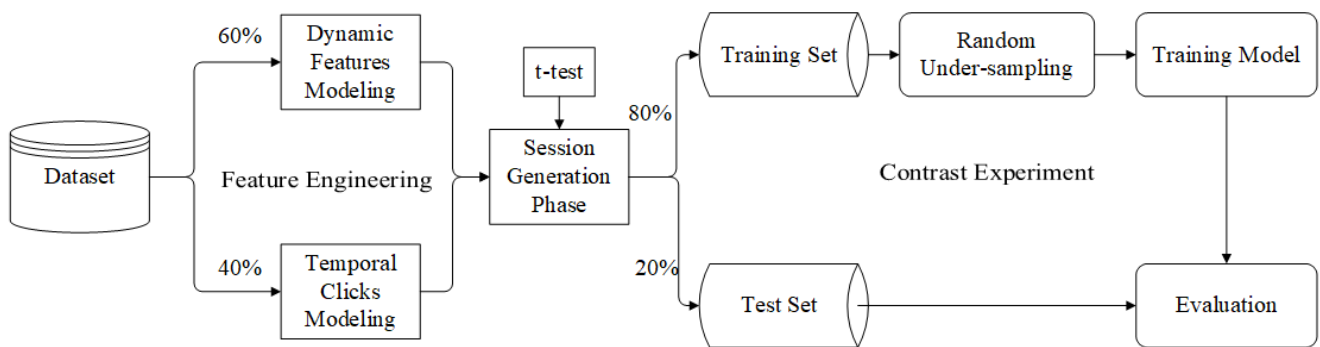 60%
Dynamic
Features
Modeling
t-test
Training Set
Random
Under-sampling
Training Model
80%
Dataset
Feature Engineering
Session
Generation
Phase
Contrast Experiment
40%
Temporal
Clicks
Modeling
20%
Test Set
Evaluation